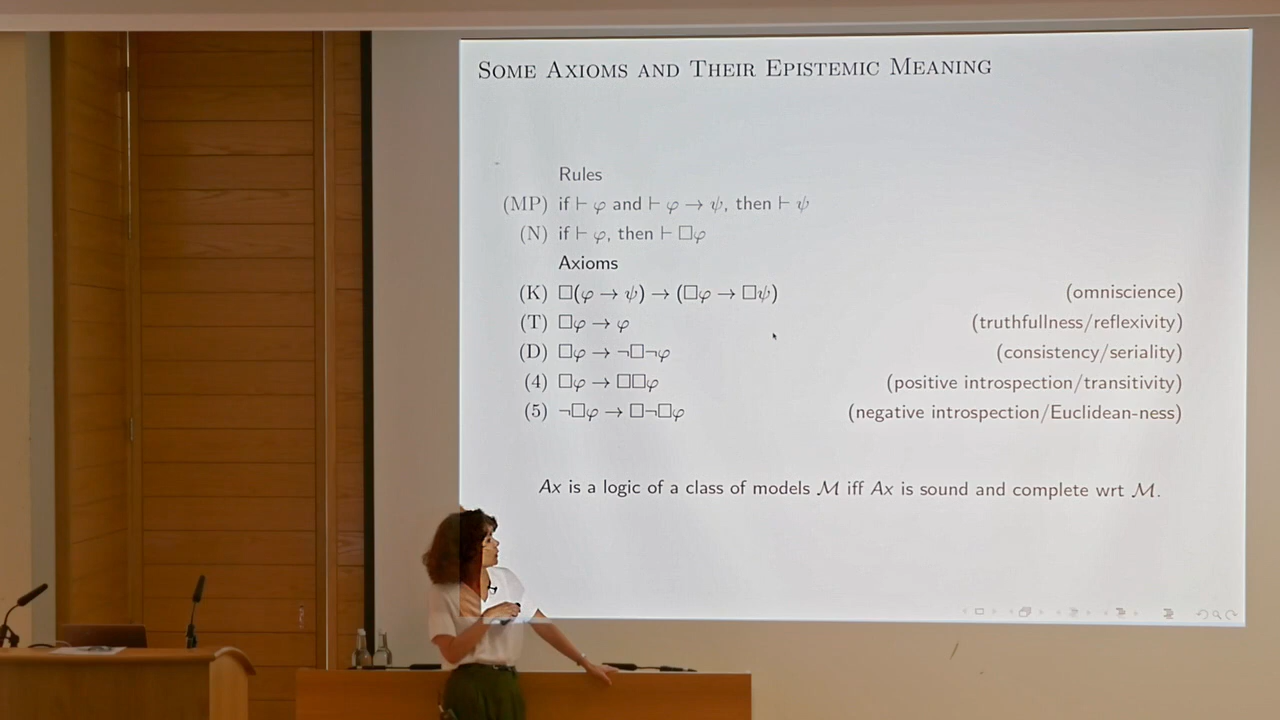 Some Axioms and Their Epistemic Meaning
Rules
(MP) if ⊢ φ and ⊢ φ → ψ, then ⊢ ψ
(N) if ⊢ φ, then ⊢ □φ
Axioms
(K) □(φ → ψ) → (□φ → □ψ) (omniscience)
(T) □φ → φ (truthfullness/reflexivity)
(D) □φ → ¬□¬φ (consistency/seriality)
(4) □φ → □□φ (positive introspection/transitivity)
(5) ¬□φ → □¬□φ (negative introspection/Euclidean-ness)
Ax is a logic of a class of models ℳ iff Ax is sound and complete wrt ℳ.